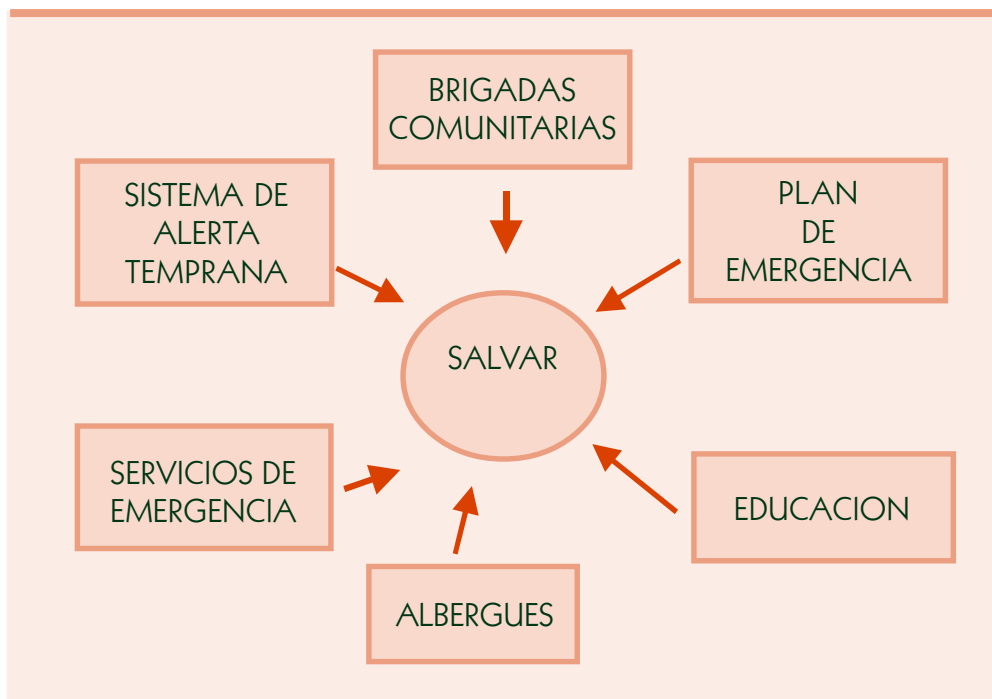 BRIGADAS
COMUNITARIAS
SISTEMA DE
ALERTA
TEMPRANA
PLAN
DE
EMERGENCIA
SALVAR
SERVICIOS DE
EMERGENCIA
EDUCACION
ALBERGUES